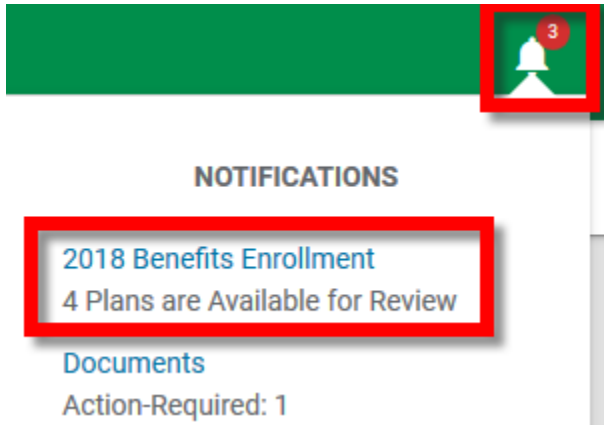 3
NOTIFICATIONS
2018 Benefits Enrollment
4 Plans are Available for Review
Documents
Action-Required: 1